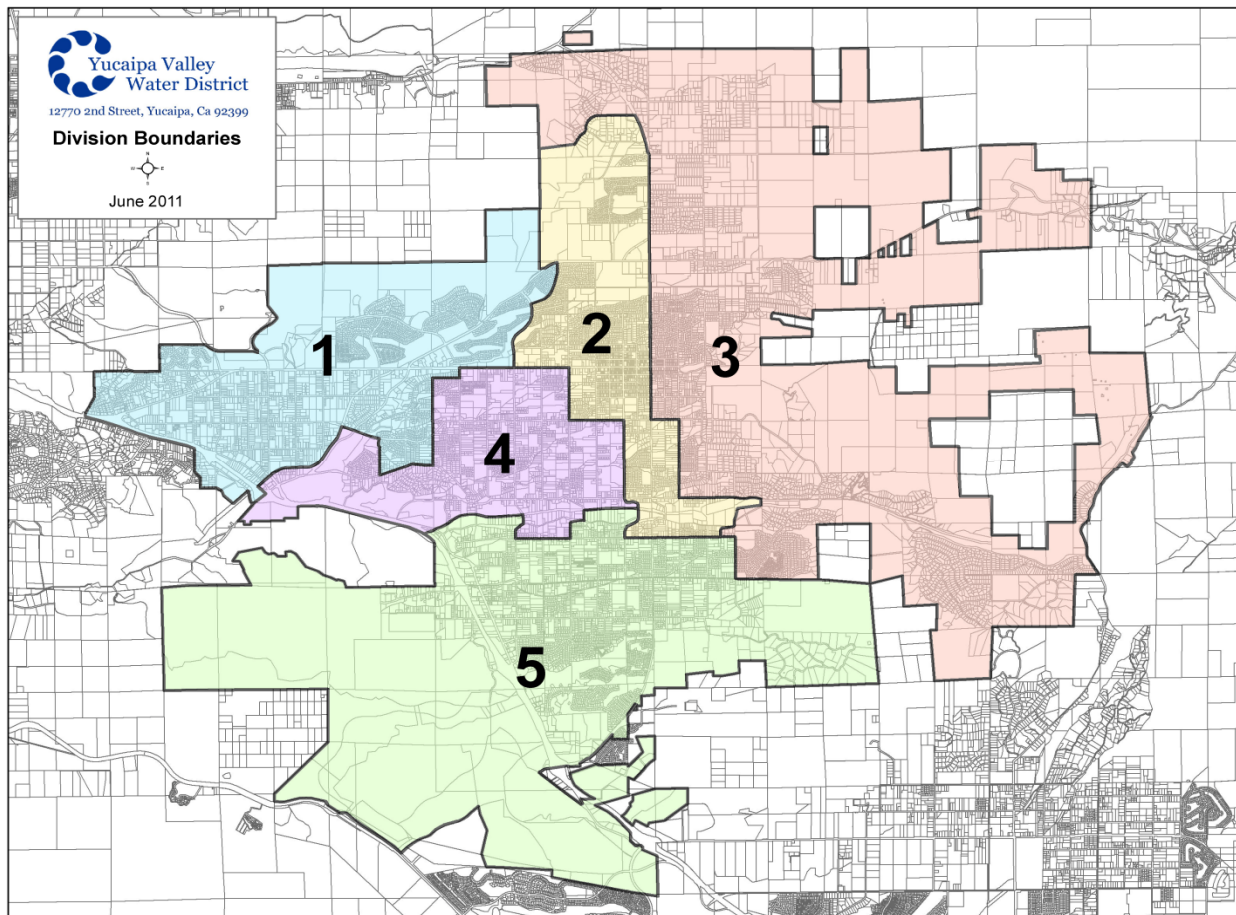 Yucaipa Valley
Water District
12770 2nd Street, Yucaipa, Ca 92399
Division Boundaries
N
W
E
S
June 2011
1
2
3
4
5